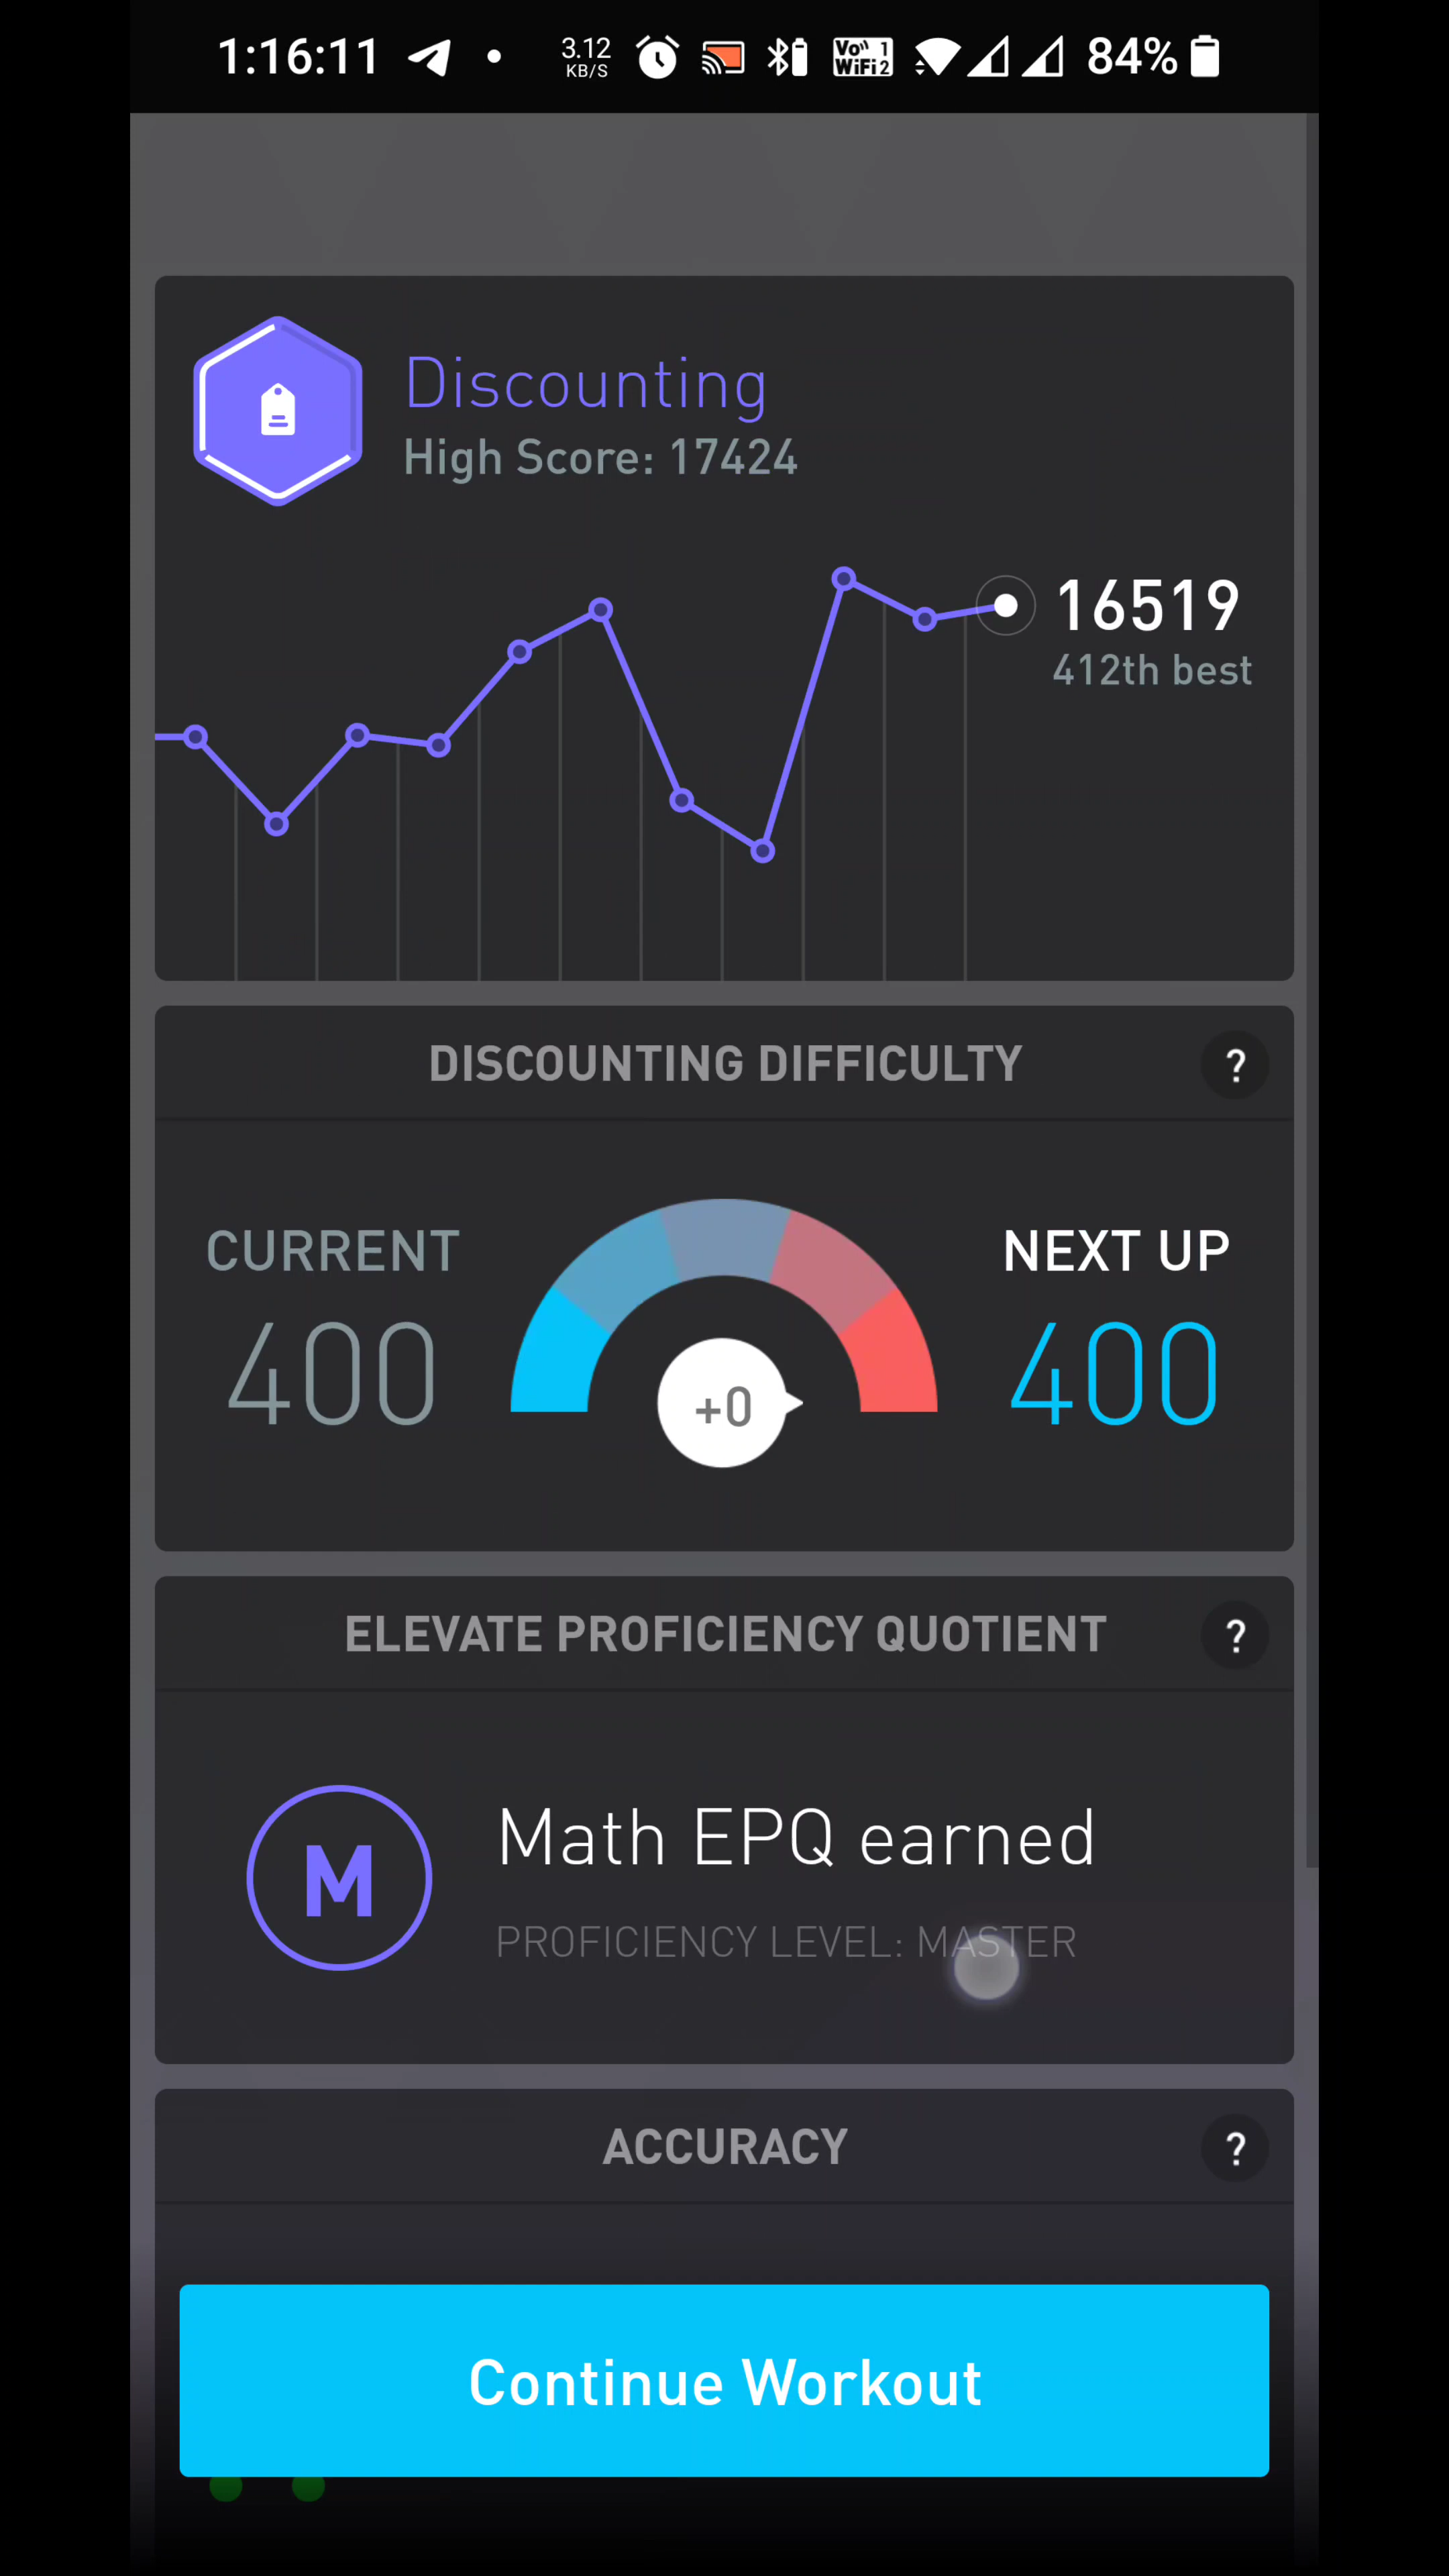 1:16:11 3.12 KB/S Vo 1 WiFi 2 84%
Discounting
High Score: 17424
16519
412th best
DISCOUNTING DIFFICULTY ?
CURRENT NEXT UP
400 +0 400
ELEVATE PROFICIENCY QUOTIENT ?
M Math EPQ earned
PROFICIENCY LEVEL: MASTER
ACCURACY ?
Continue Workout